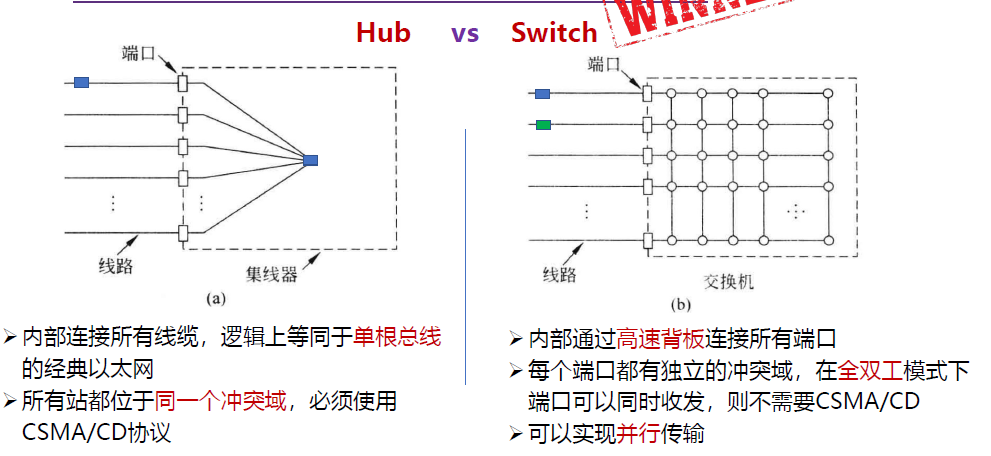 WINNER
Hub vs Switch
端口
线路
集线器
(a)
端口
线路
交换机
(b)
➢内部连接所有线缆，逻辑上等同于单根总线
的经典以太网
➢所有站都位于同一个冲突域，必须使用
CSMA/CD协议
➢内部通过高速背板连接所有端口
➢每个端口都有独立的冲突域，在全双工模式下
端口可以同时收发，则不需要CSMA/CD
➢可以实现并行传输